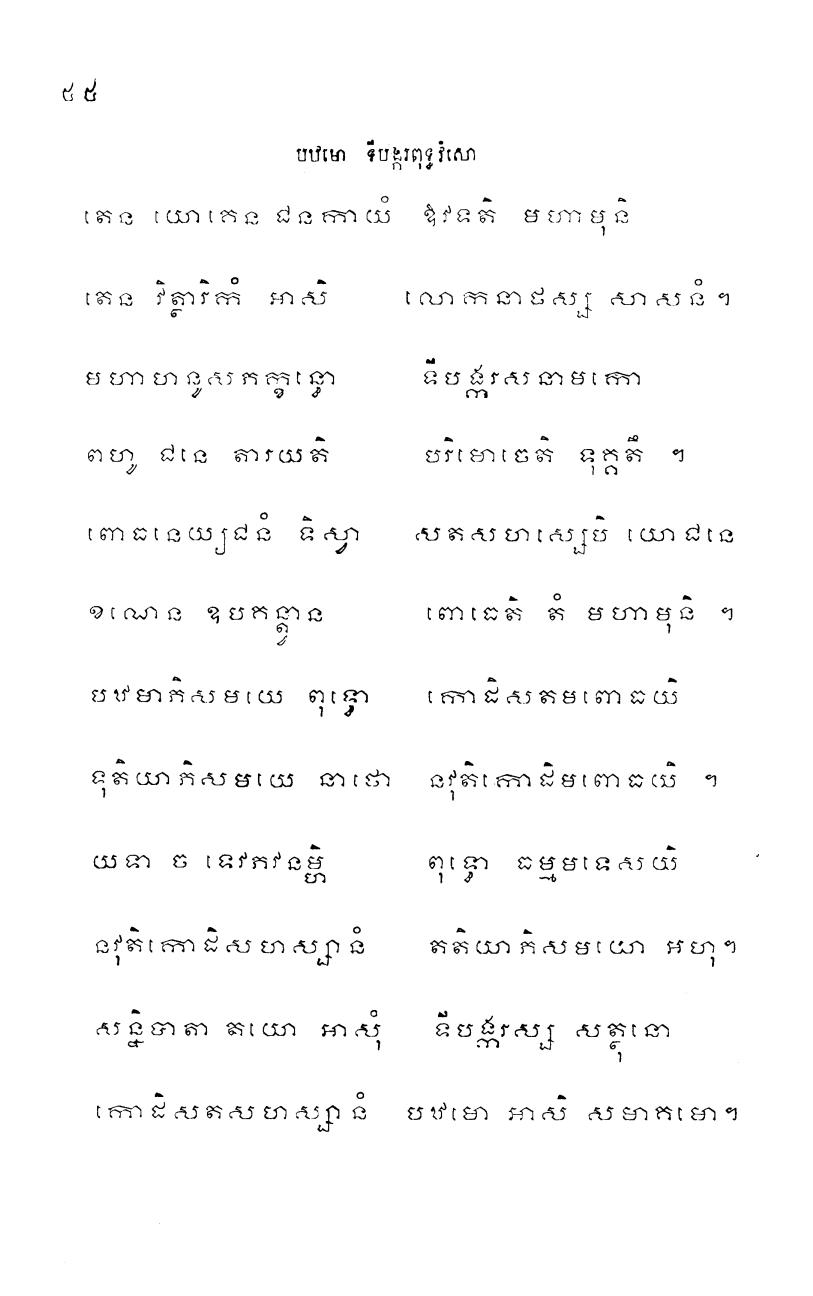 ៥៥
បឋមោ ទីបង្ករពុទ្ធវំសោ
តេន យោគេន ជនកាយំ ឱវទតិ មហាមុនិ
តេន វិត្ថារិកំ អាសិ លោកនាថស្ស សាសនំ។
មហាហនូសភក្ខន្ធោ ទីបង្ករសនាមកោ
ពហូ ជនេ តារយតិ បរិមោចេតិ ទុគ្គតឹ ។
ពោធនេយ្យជនំ ទិស្វា សតសហស្សេបិ យោជនេ
ខណេន ឧបគន្ត្វាន ពោធេតិ តំ មហាមុនិ ។
បឋមាភិសមយេ ពុទ្ធោ កោដិសតមពោធយិ
ទុតិយាភិសមយេ នាថោ នវុតិកោដិមពោធយិ ។
យទា ច ទេវភវនម្ហិ ពុទ្ធោ ធម្មមទេសយិ
នវុតិកោដិសហស្សានំ តតិយាភិសមយោ អហុ។
សន្និបាតា តយោ អាសុំ ទីបង្ករស្ស សត្ថុនោ
កោដិសតសហស្សានំ បឋមោ អាសិ សមាគមោ។